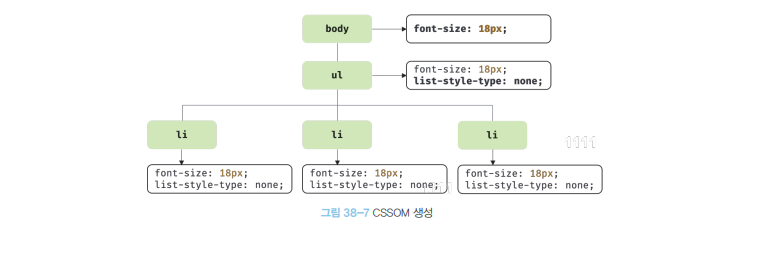 body
font-size: 18px;
ul
font-size: 18px;
list-style-type: none;
li
li
li
font-size: 18px;
list-style-type: none;
font-size: 18px;
list-style-type: none;
font-size: 18px;
list-style-type: none;
그림 38-7 CSSOM 생성